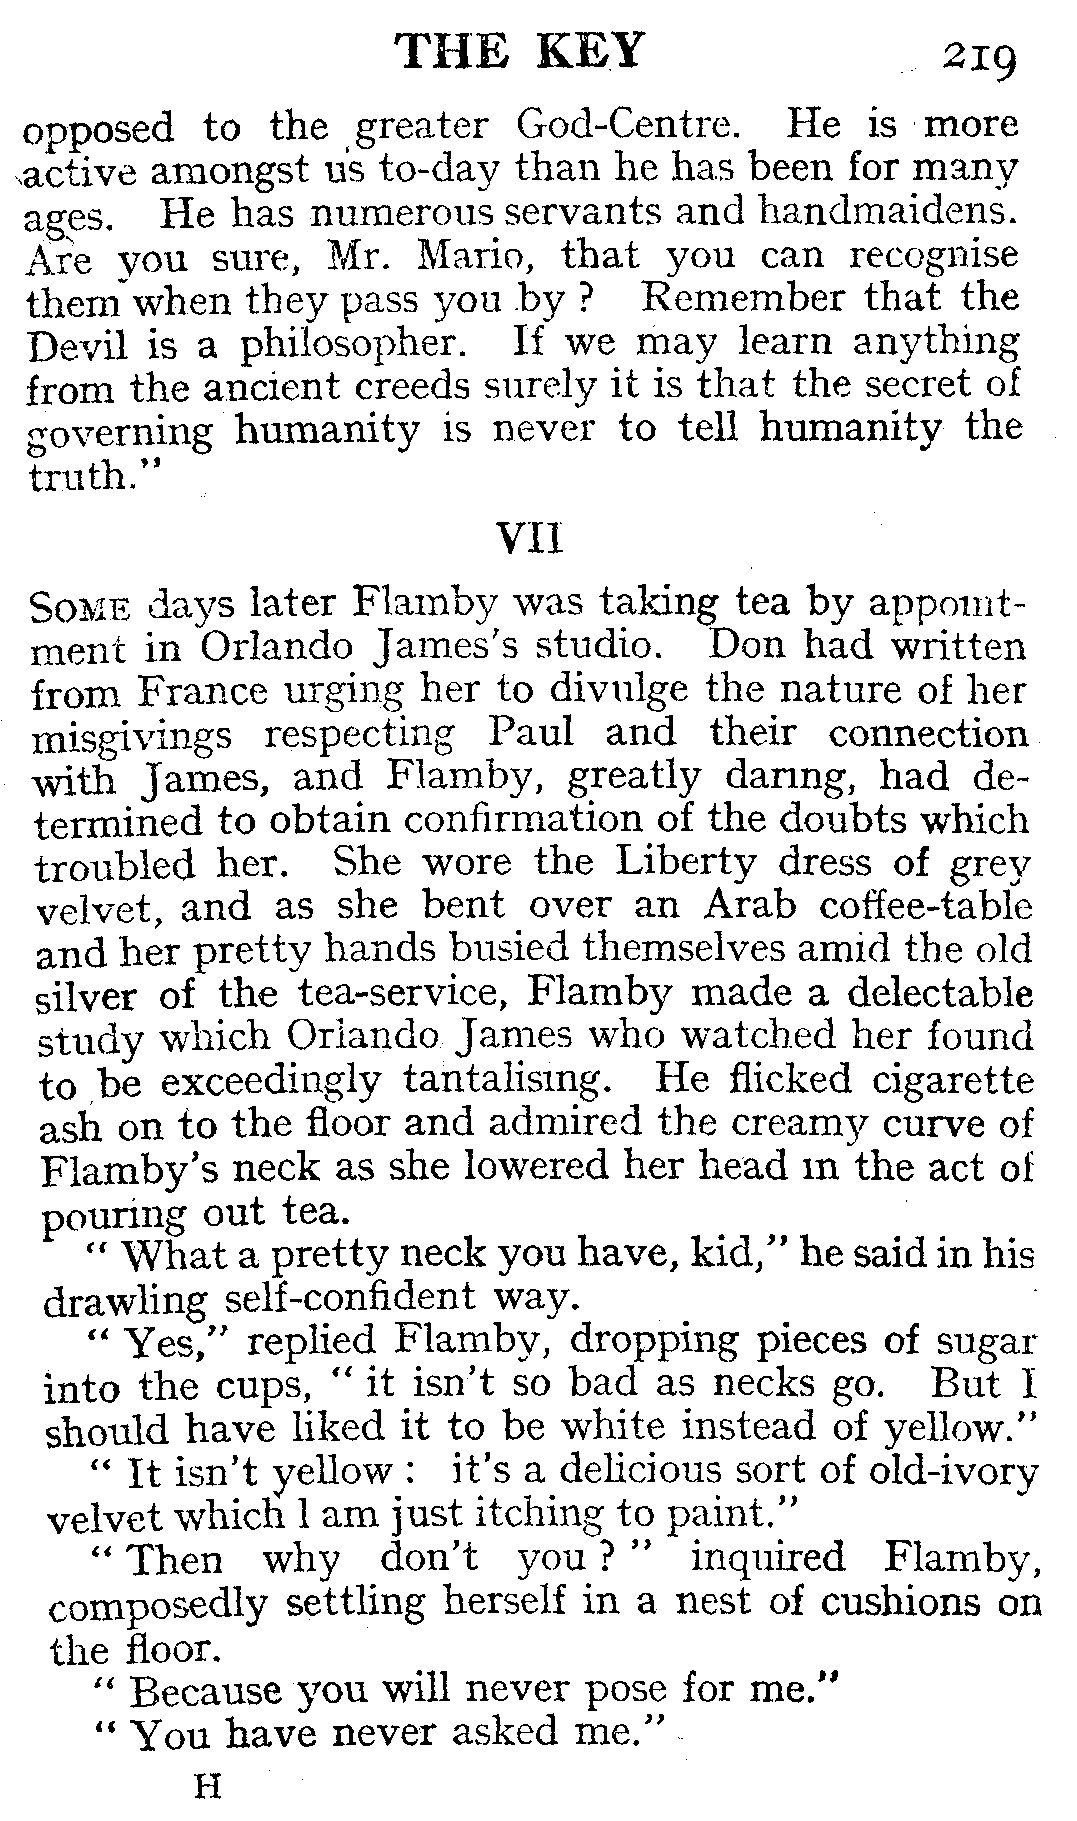 THE KEY 219
opposed to the greater God-Centre. He is more
active amongst us to-day than he has been for many
ages. He has numerous servants and handmaidens.
Are you sure, Mr. Mario, that you can recognise
them when they pass you by ? Remember that the
Devil is a philosopher. If we may learn anything
from the ancient creeds surely it is that the secret of
governing humanity is never to tell humanity the
truth."
VII
SOME days later Flamby was taking tea by appoint-
ment in Orlando James's studio. Don had written
from France urging her to divulge the nature of her
misgivings respecting Paul and their connection
with James, and Flamby, greatly daring, had de-
termined to obtain confirmation of the doubts which
troubled her. She wore the Liberty dress of grey
velvet, and as she bent over an Arab coffee-table
and her pretty hands busied themselves amid the old
silver of the tea-service, Flamby made a delectable
study which Orlando James who watched her found
to be exceedingly tantalising. He flicked cigarette
ash on to the floor and admired the creamy curve of
Flamby's neck as she lowered her head in the act of
pouring out tea.
" What a pretty neck you have, kid," he said in his
drawling self-confident way.
" Yes," replied Flamby, dropping pieces of sugar
into the cups, " it isn't so bad as necks go. But I
should have liked it to be white instead of yellow."
" It isn't yellow : it's a delicious sort of old-ivory
velvet which I am just itching to paint."
" Then why don't you ? " inquired Flamby,
composedly settling herself in a nest of cushions on
the floor.
" Because you will never pose for me."
" You have never asked me."
H